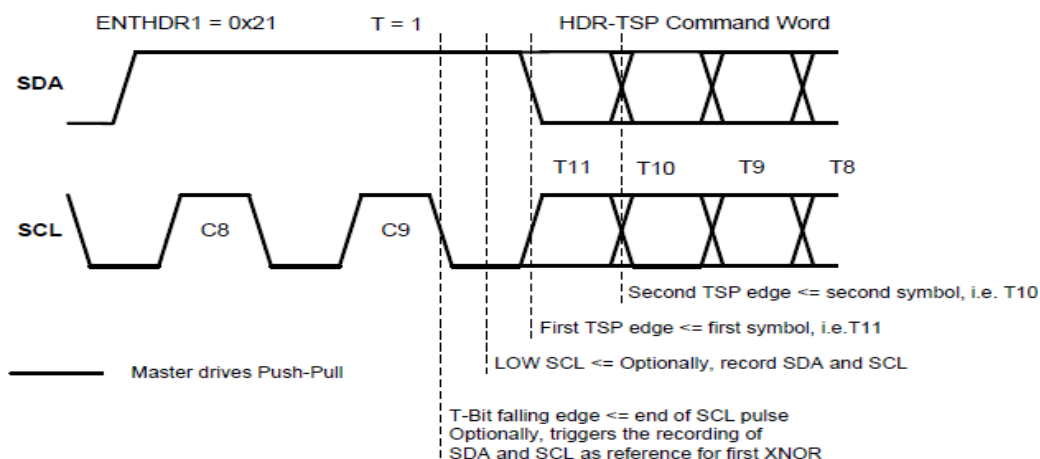 ENTHDR1 = 0x21 T = 1 HDR-TSP Command Word
SDA
T11 T10 T9 T8
SCL C8 C9
Second TSP edge <= second symbol, i.e. T10
First TSP edge <= first symbol, i.e.T11
LOW SCL <= Optionally, record SDA and SCL
Master drives Push-Pull
T-Bit falling edge <= end of SCL pulse
Optionally, triggers the recording of
SDA and SCL as reference for first XNOR